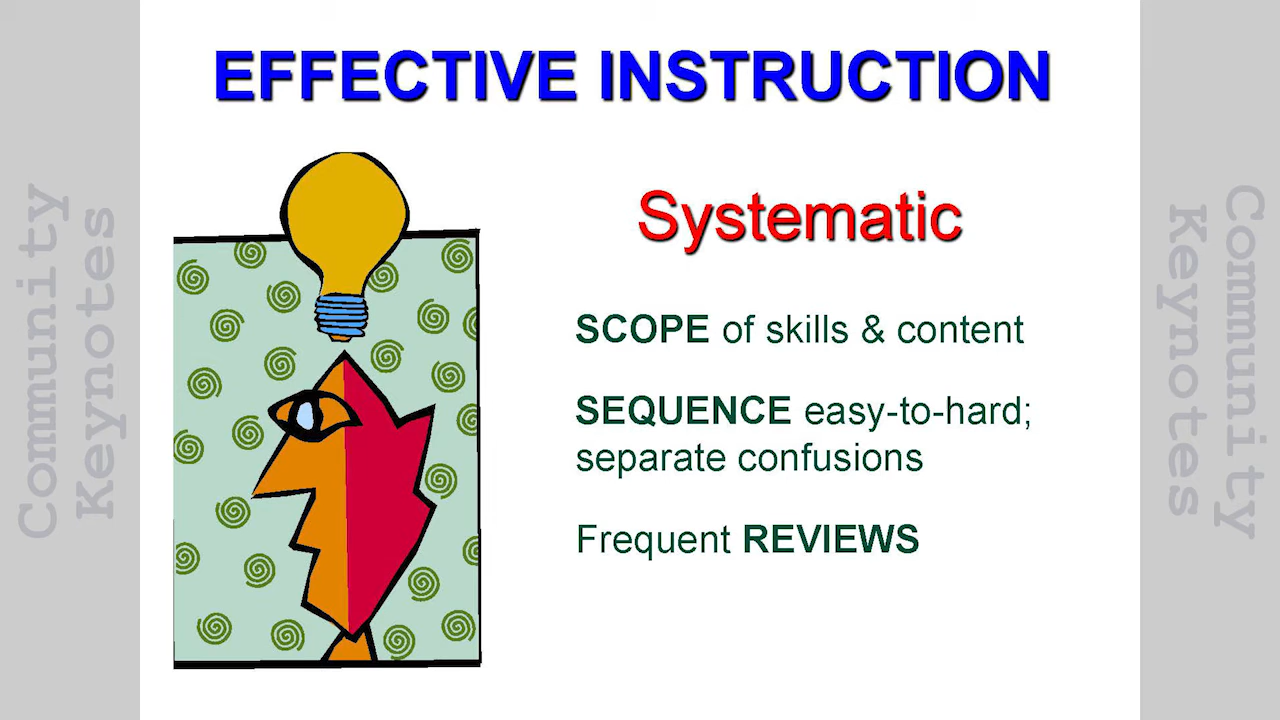 EFFECTIVE INSTRUCTION
Systematic
SCOPE of skills & content
SEQUENCE easy-to-hard;
separate confusions
Frequent REVIEWS
Community
Keynotes
Community
Keynotes